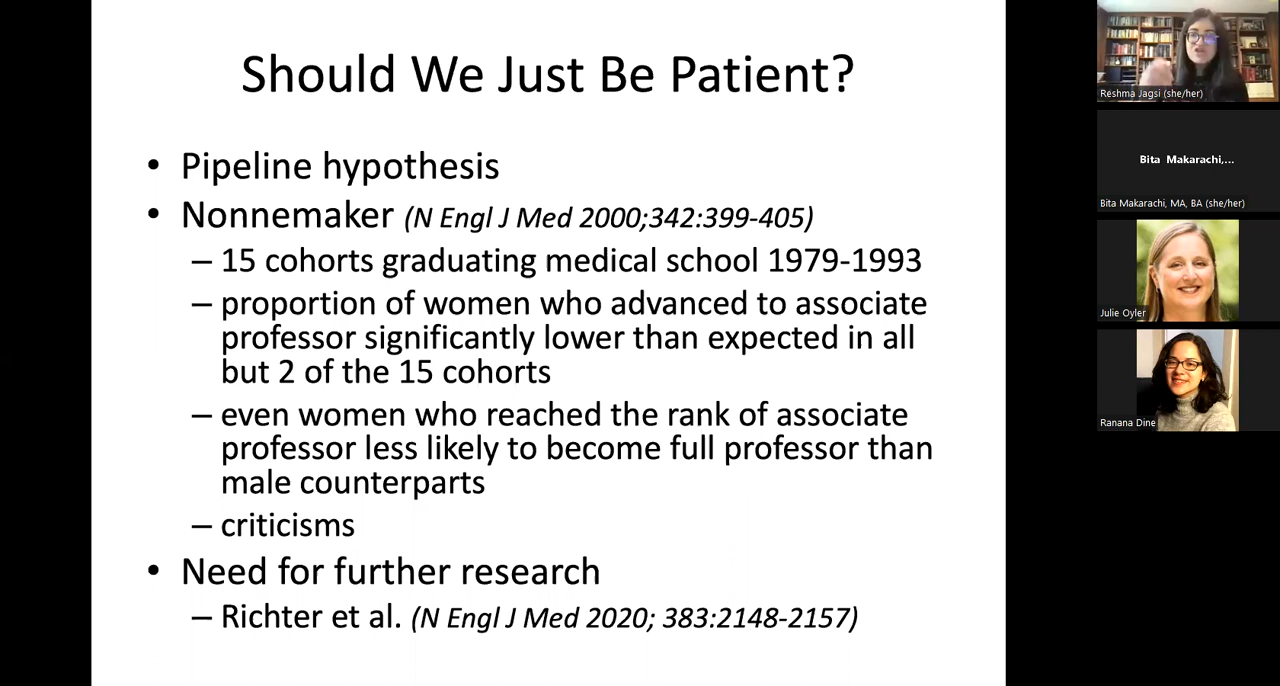 Should We Just Be Patient?
• Pipeline hypothesis
• Nonnemaker (N Engl J Med 2000;342:399-405)
– 15 cohorts graduating medical school 1979-1993
– proportion of women who advanced to associate
professor significantly lower than expected in all
but 2 of the 15 cohorts
– even women who reached the rank of associate
professor less likely to become full professor than
male counterparts
– criticisms
• Need for further research
– Richter et al. (N Engl J Med 2020; 383:2148-2157)
Reshma Jagsi (she/her)
Bita Makarachi,...
Bita Makarachi, MA, BA (she/her)
Julie Oyler
Ranana Dine